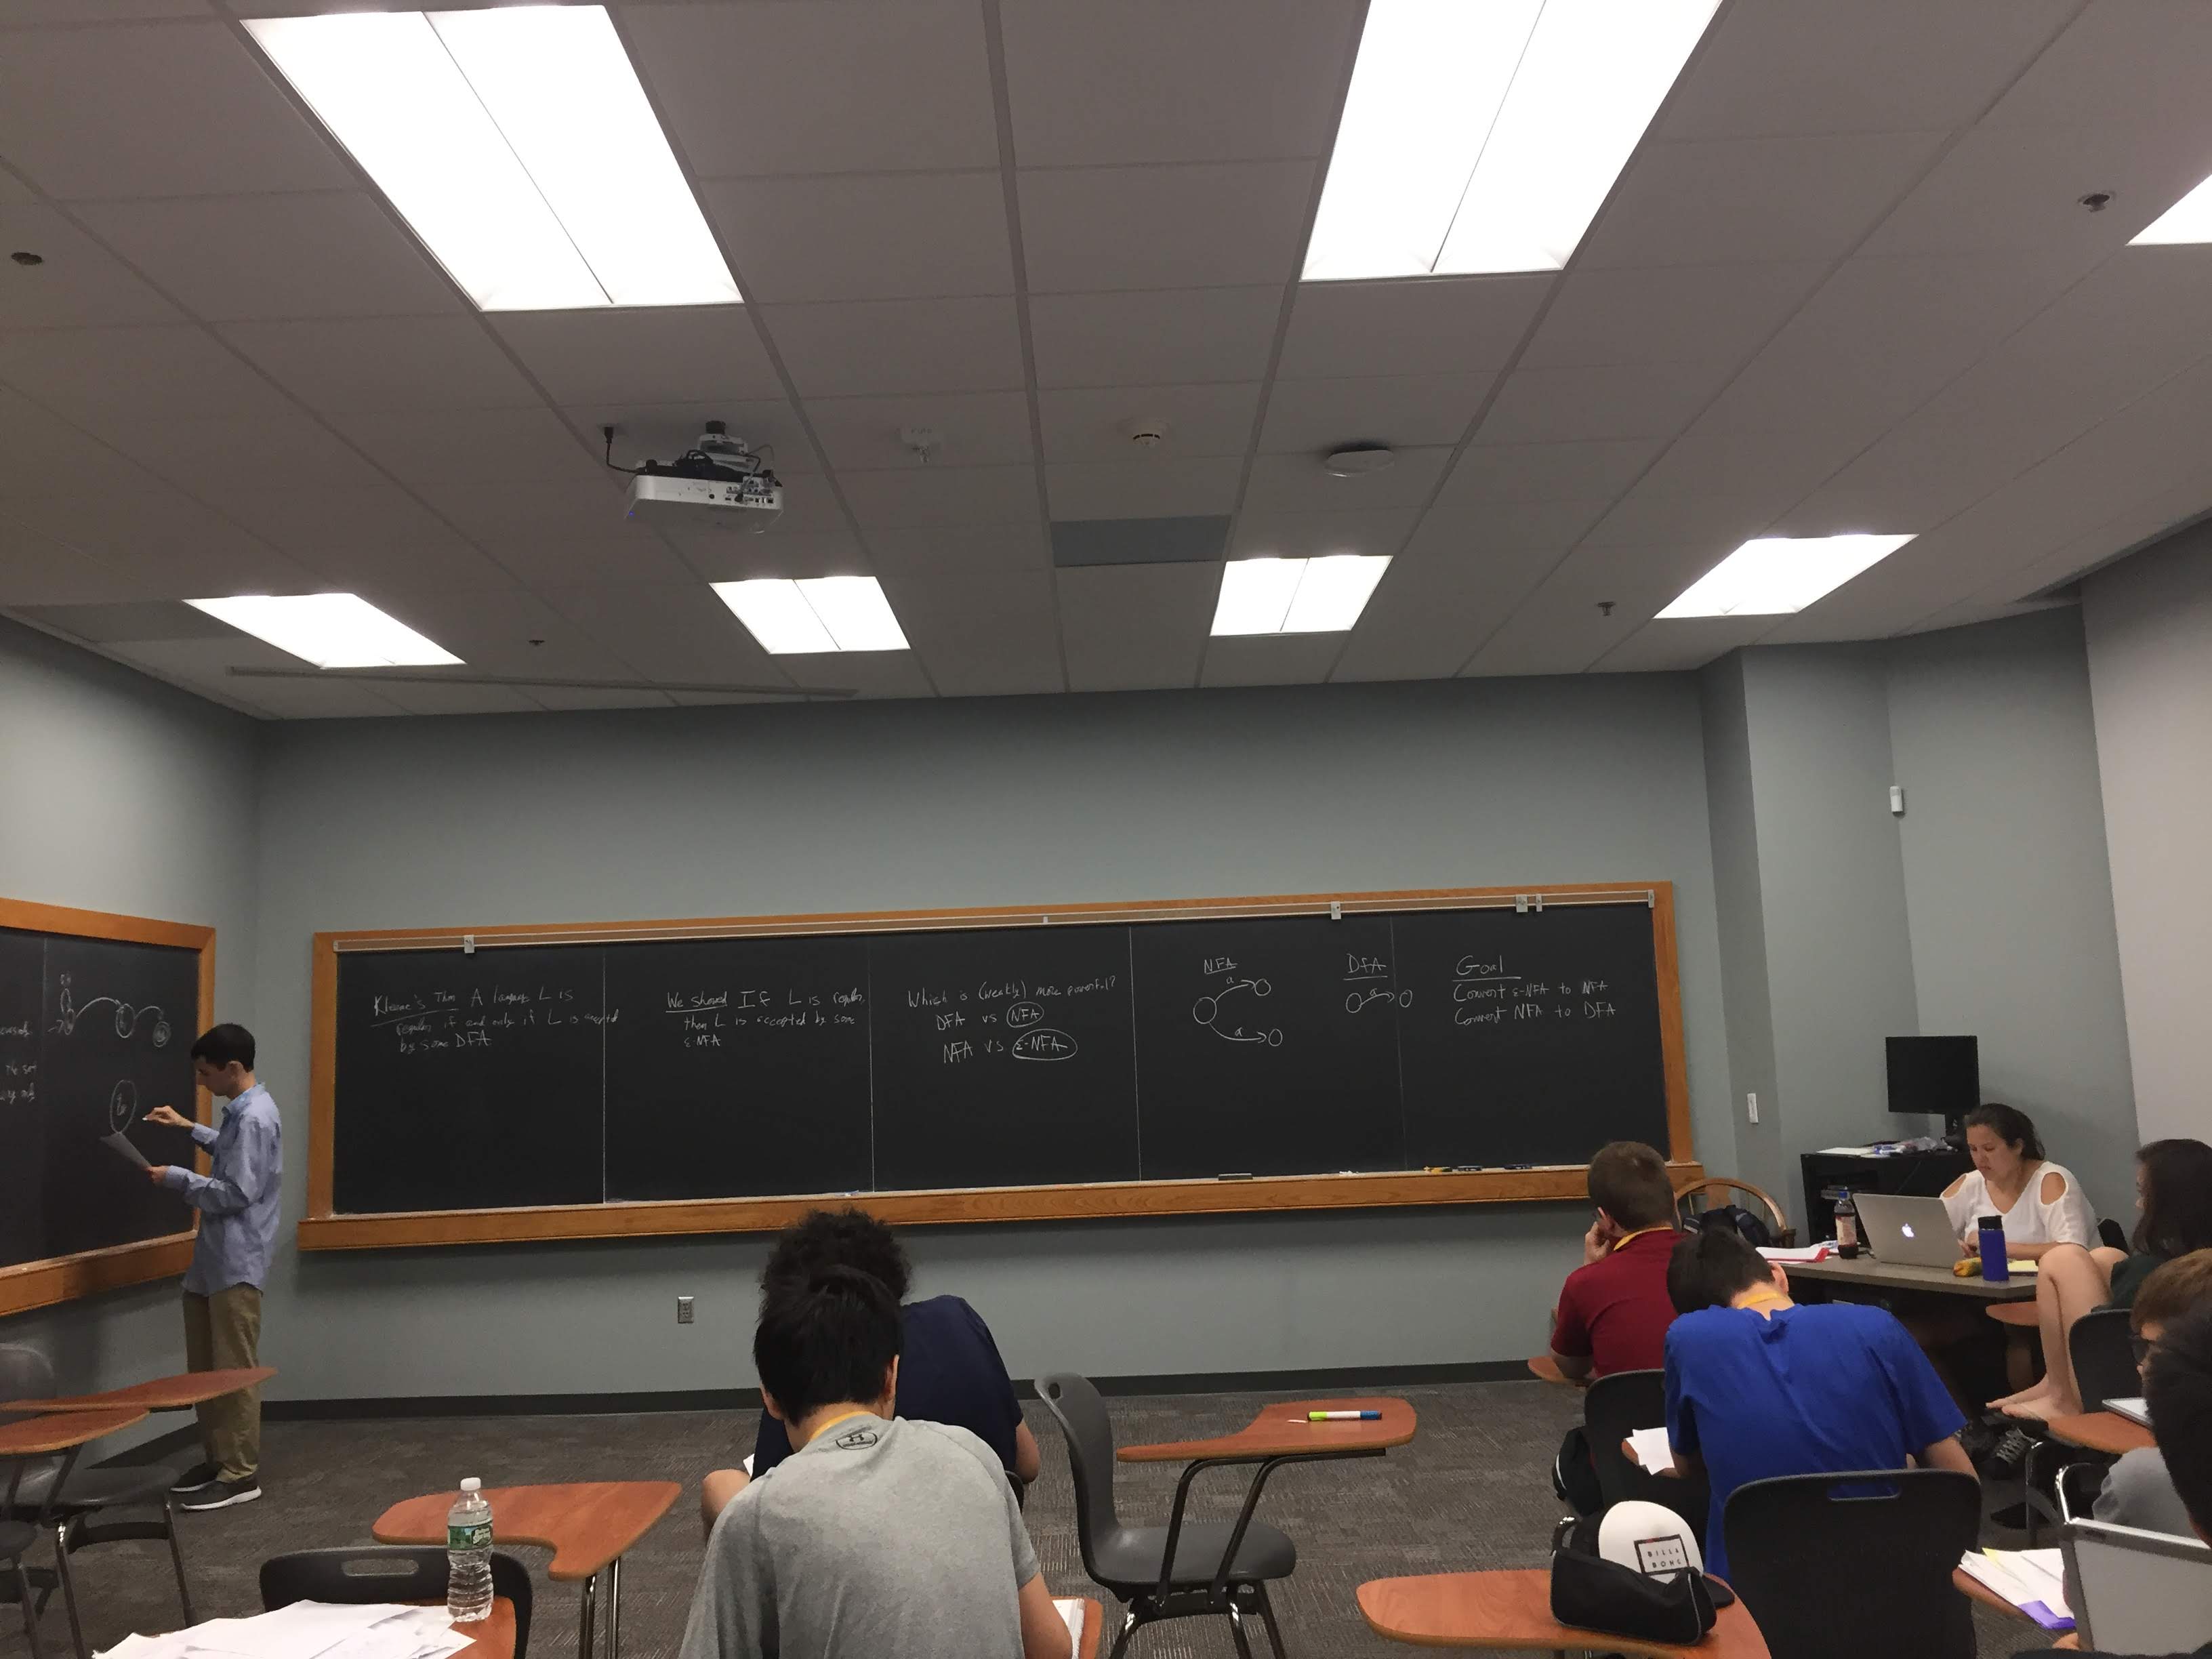 Kleene's Thm A language L is
regular if and only if L is accepted
by some DFA
We showed If L is regular,
then L is accepted by some
ε-NFA
Which is (weakly) more powerful?
DFA vs NFA
NFA vs ε-NFA
NFA
a
a
DFA
a
Goal
Convert ε-NFA to NFA
Convert NFA to DFA
BILLA
BONG